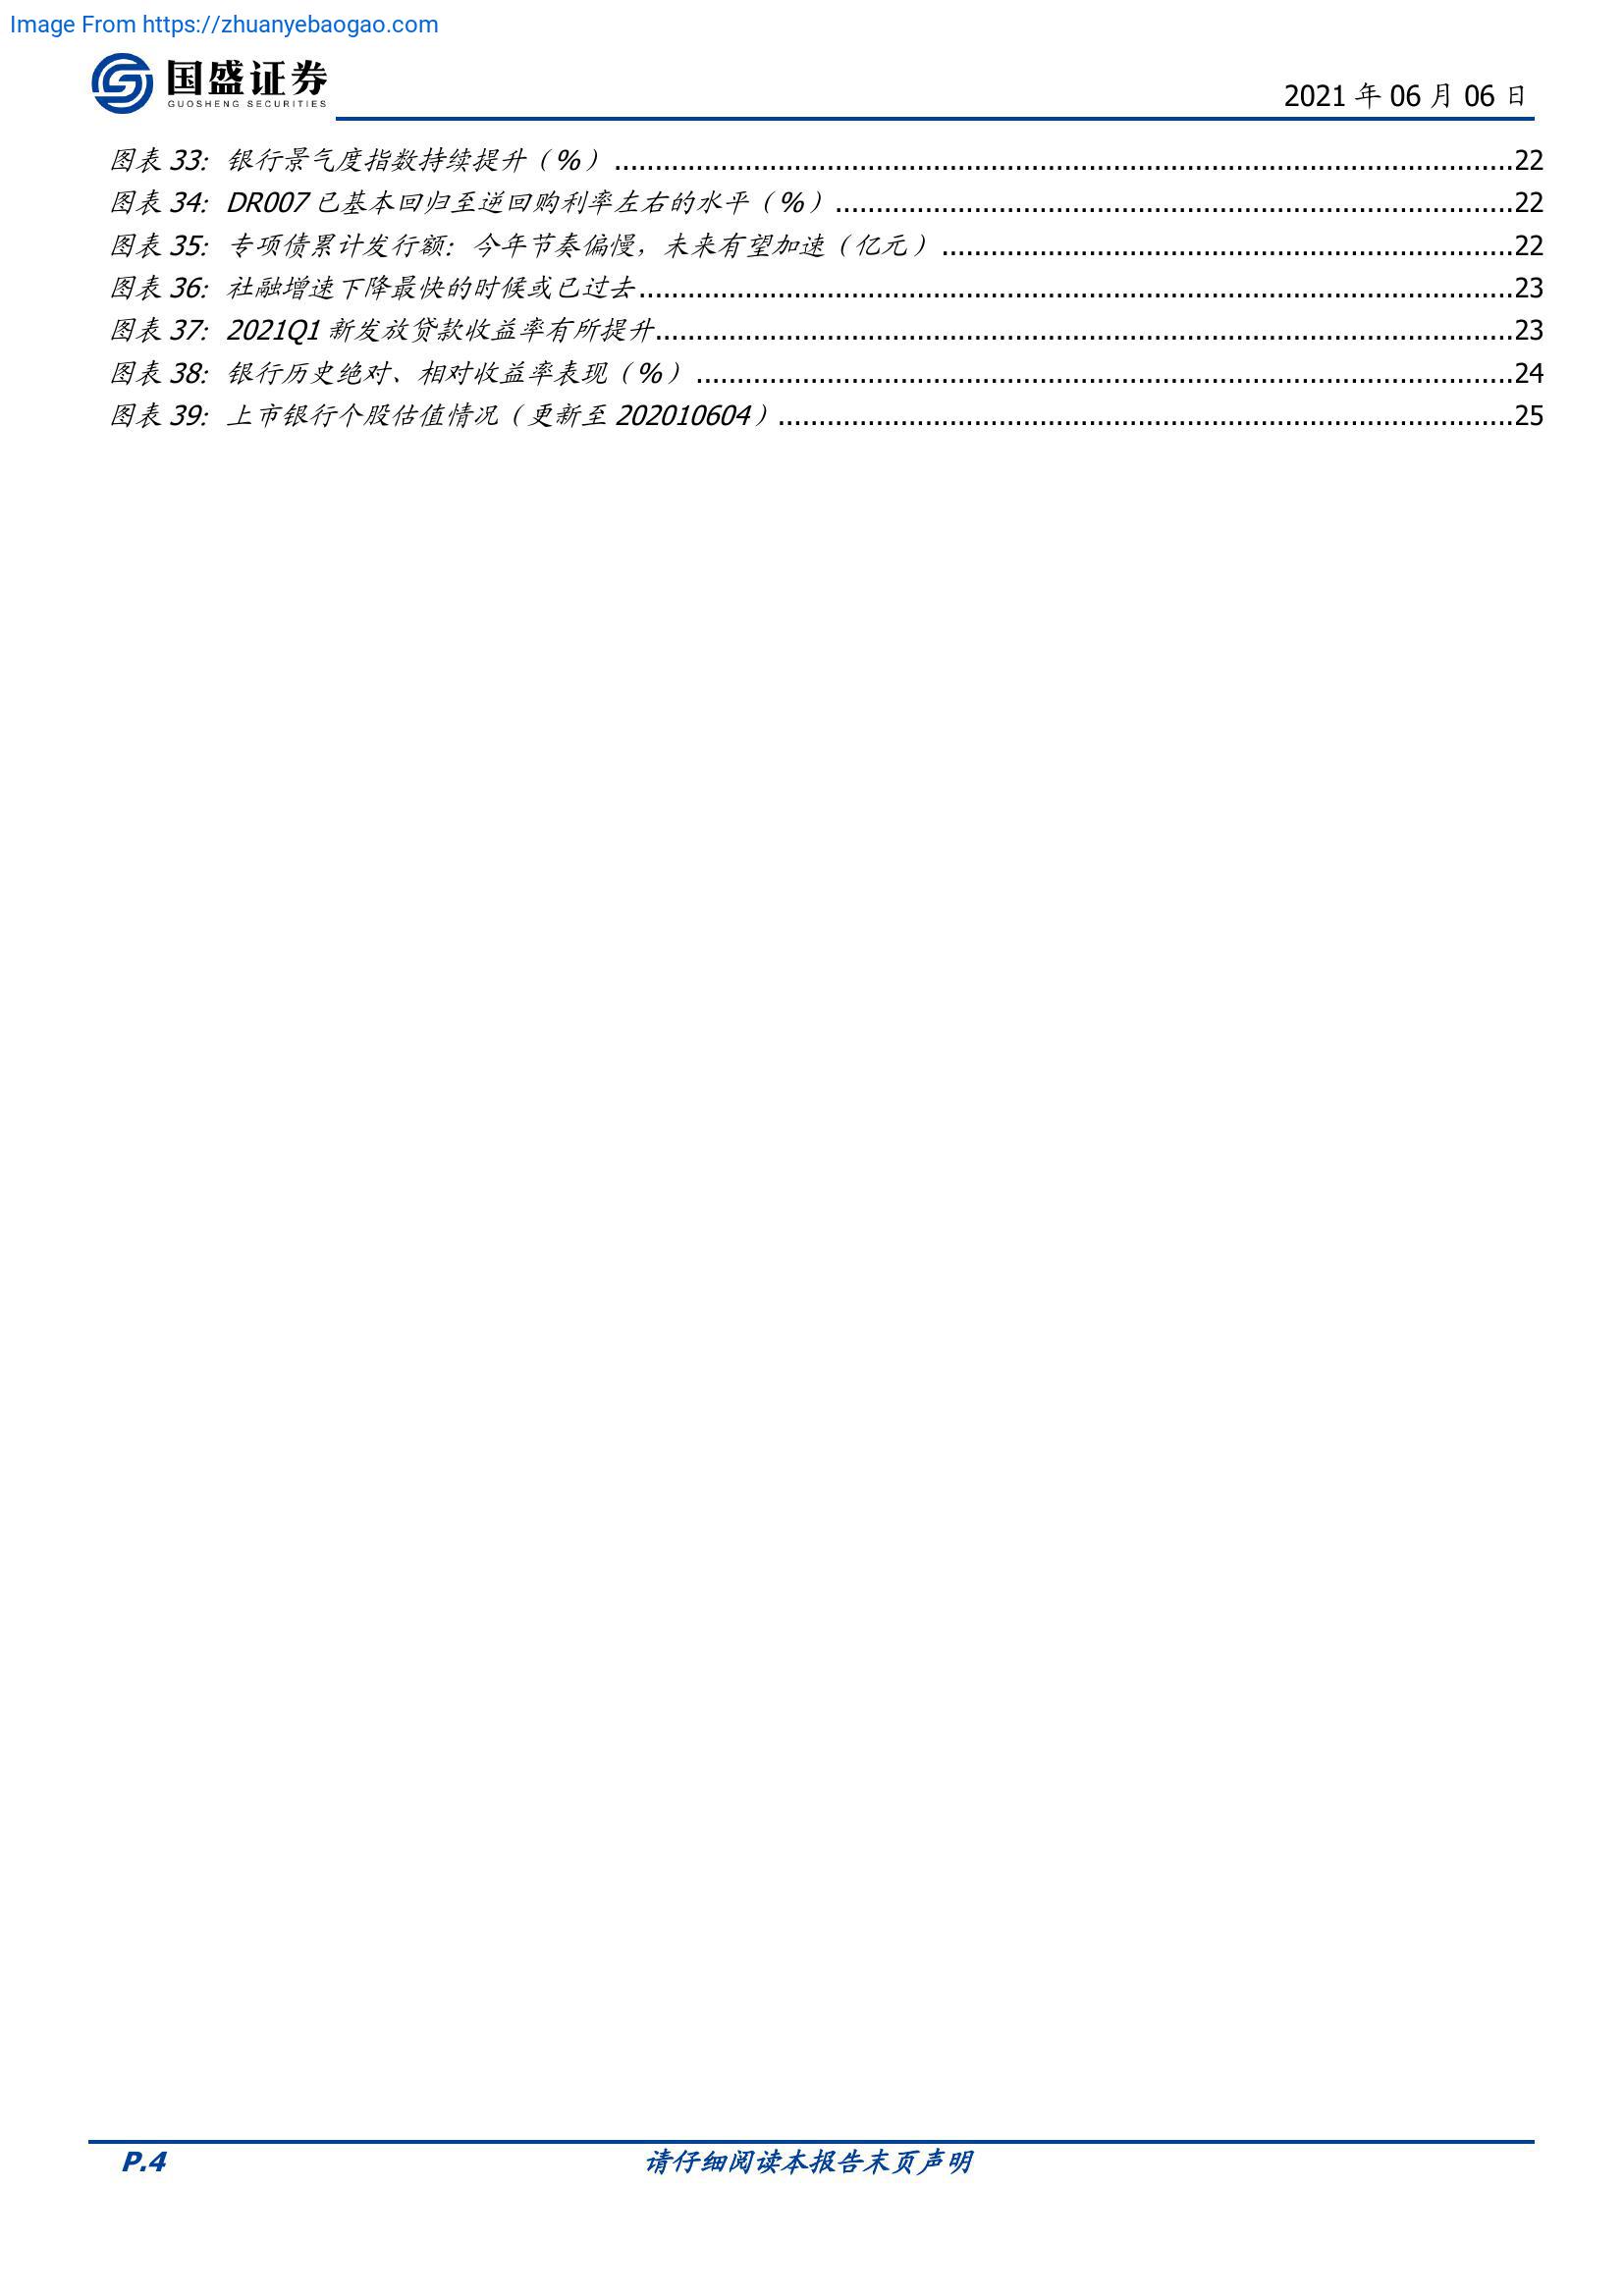 Image From https://zhuanyebaogao.com
国盛证券
GUOSHENG SECURITIES
2021 年 06 月 06 日
图表 33：银行景气度指数持续提升（%）....................22
图表 34：DR007 已基本回归至逆回购利率左右的水平（%）....................22
图表 35：专项债累计发行额：今年节奏偏慢，未来有望加速（亿元）....................22
图表 36：社融增速下降最快的时候或已过去....................23
图表 37：2021Q1 新发放贷款收益率有所提升....................23
图表 38：银行历史绝对、相对收益率表现（%）....................24
图表 39：上市银行个股估值情况（更新至 202010604）....................25
P.4 请仔细阅读本报告末页声明